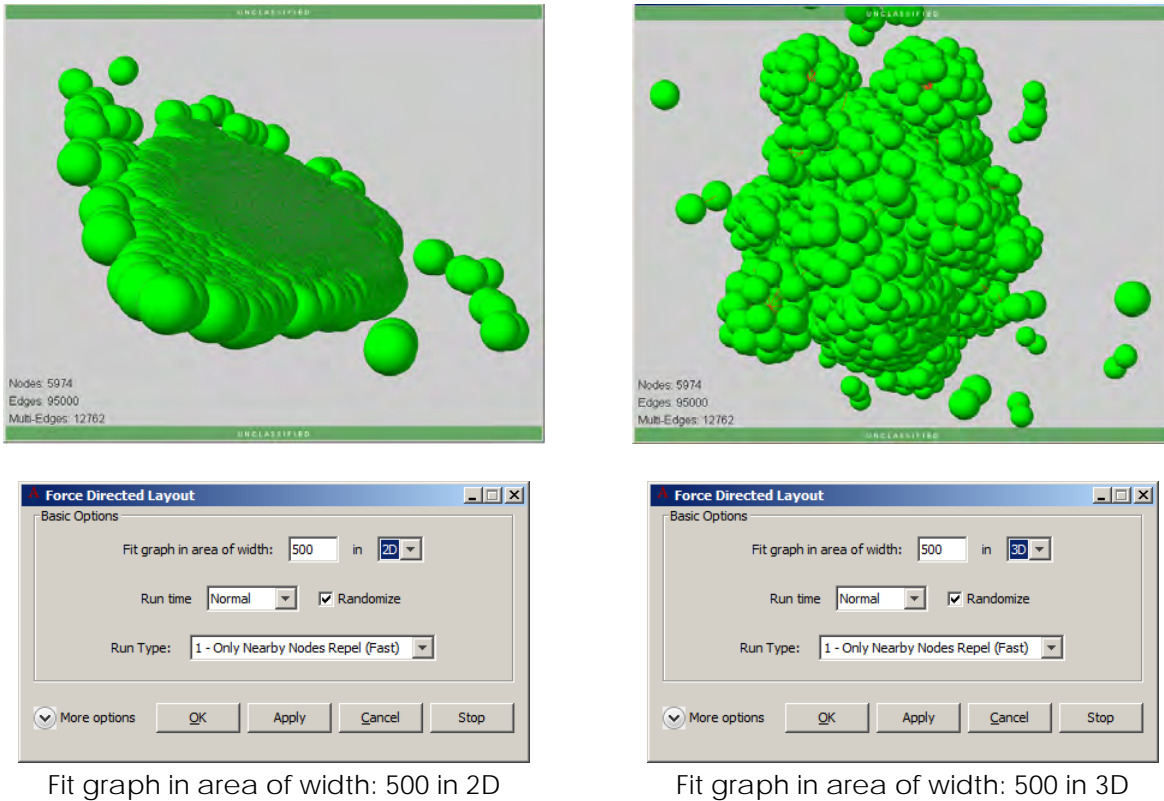 UNCLASSIFIED
Nodes: 5974
Edges: 95000
Multi-Edges: 12762
UNCLASSIFIED
UNCLASSIFIED
Nodes: 5974
Edges: 95000
Multi-Edges: 12762
UNCLASSIFIED
Force Directed Layout
Basic Options
Fit graph in area of width: 500 in 2D
Run time Normal Randomize
Run Type: 1 - Only Nearby Nodes Repel (Fast)
More options OK Apply Cancel Stop
Fit graph in area of width: 500 in 2D
Force Directed Layout
Basic Options
Fit graph in area of width: 500 in 3D
Run time Normal Randomize
Run Type: 1 - Only Nearby Nodes Repel (Fast)
More options OK Apply Cancel Stop
Fit graph in area of width: 500 in 3D